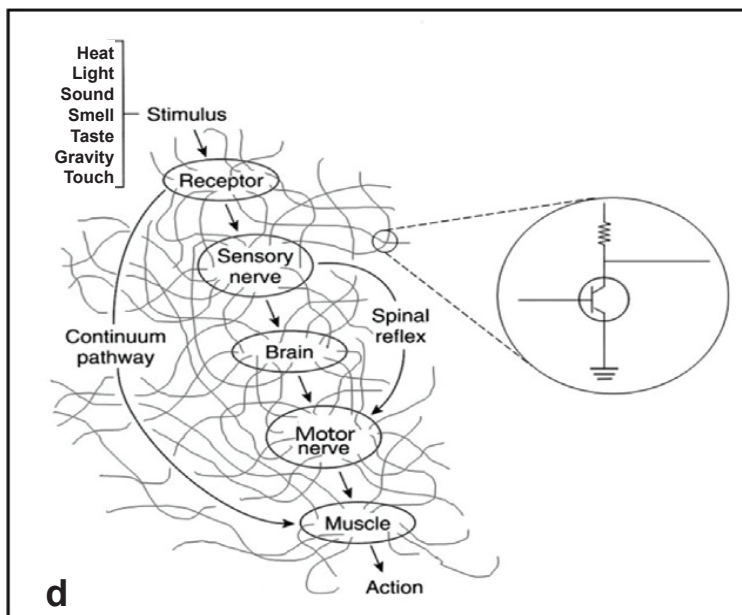 Heat
Light
Sound
Smell
Taste
Gravity
Touch
Stimulus
Receptor
Sensory
nerve
Continuum
pathway
Spinal
reflex
Brain
Motor
nerve
Muscle
Action
d